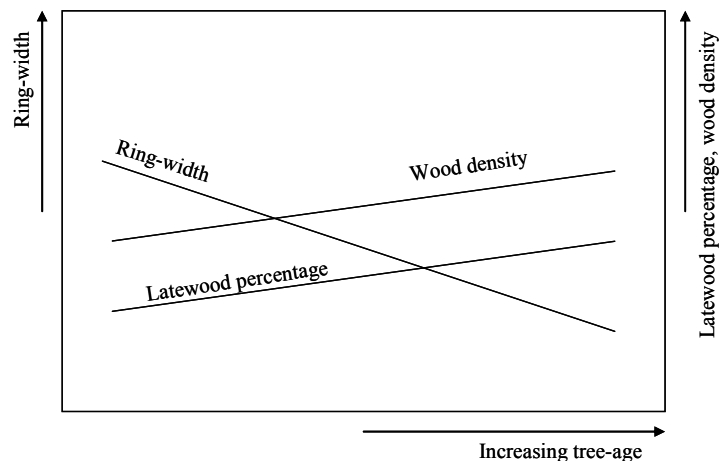 Ring-width
Ring-width
Wood density
Latewood percentage
Latewood percentage, wood density
Increasing tree-age